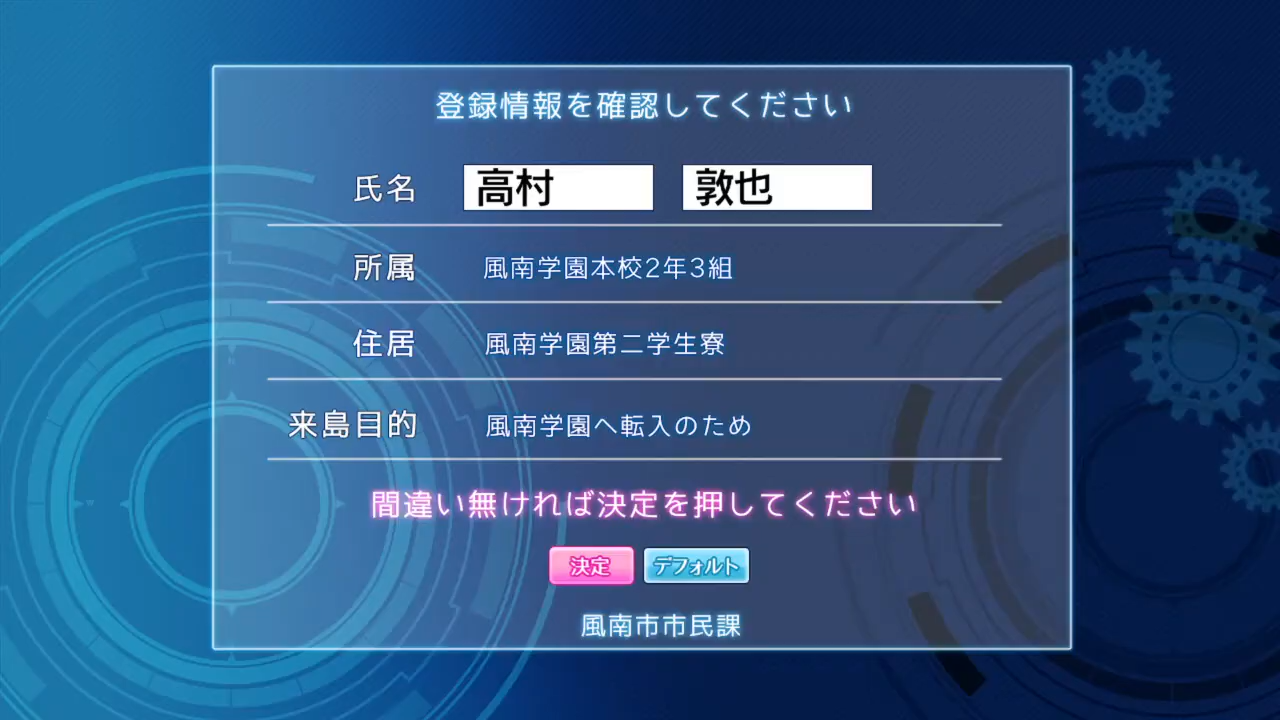 登録情報を確認してください
氏名 高村 敦也
所属 風南学園本校2年3組
住居 風南学園第二学生寮
来島目的 風南学園へ転入のため
間違い無ければ決定を押してください
決定 デフォルト
風南市市民課